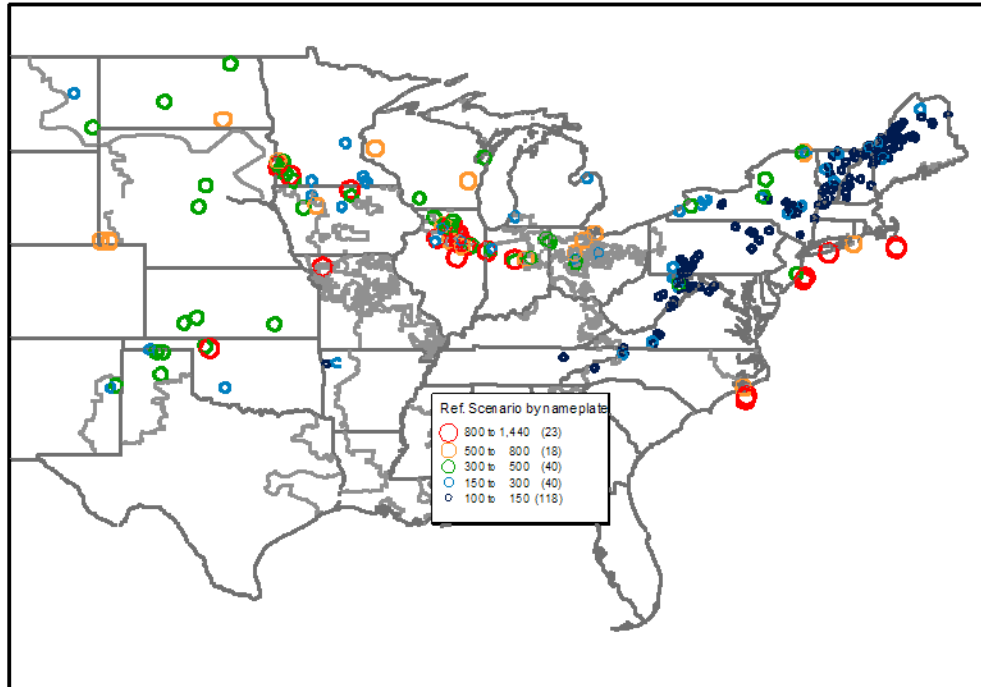 Ref. Scenario by nameplate
800 to 1,440 (23)
500 to 800 (18)
300 to 500 (40)
150 to 300 (40)
100 to 150 (118)